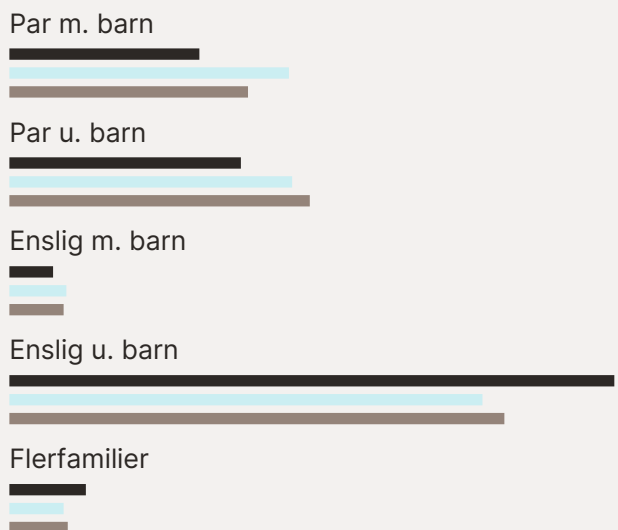 Par m. barn
Par u. barn
Enslig m. barn
Enslig u. barn
Flerfamilier